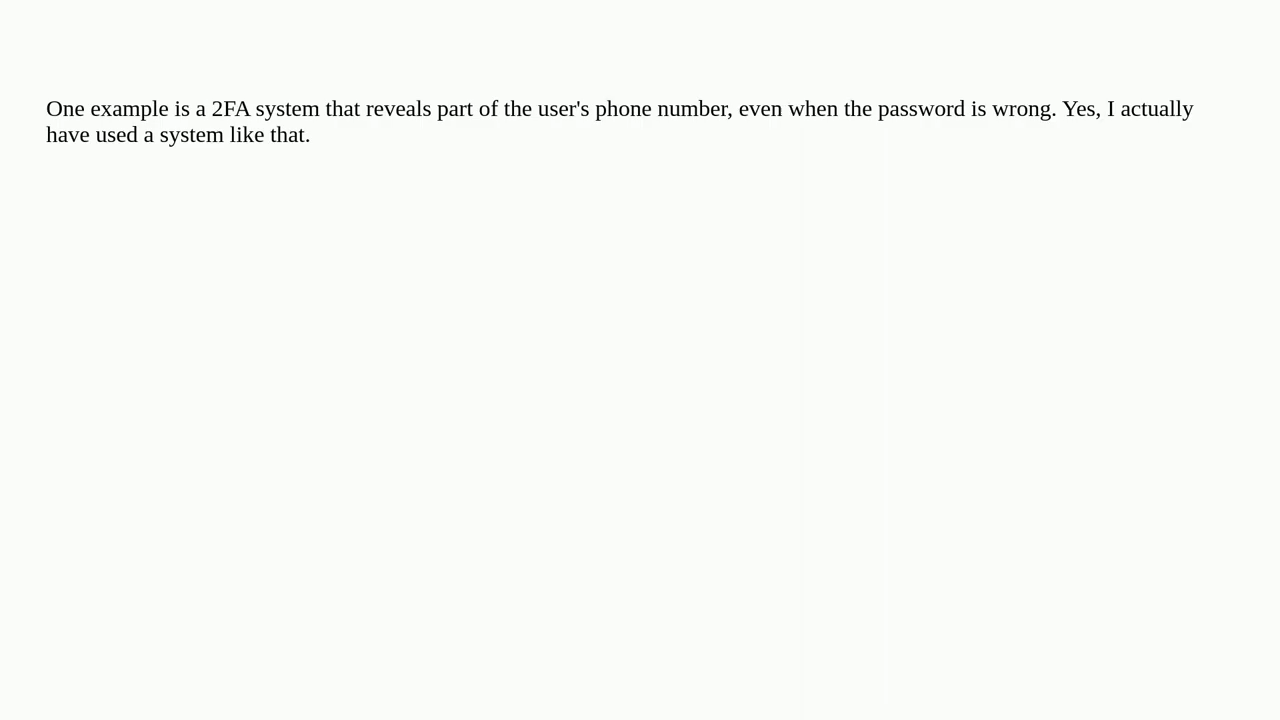 One example is a 2FA system that reveals part of the user's phone number, even when the password is wrong. Yes, I actually
have used a system like that.